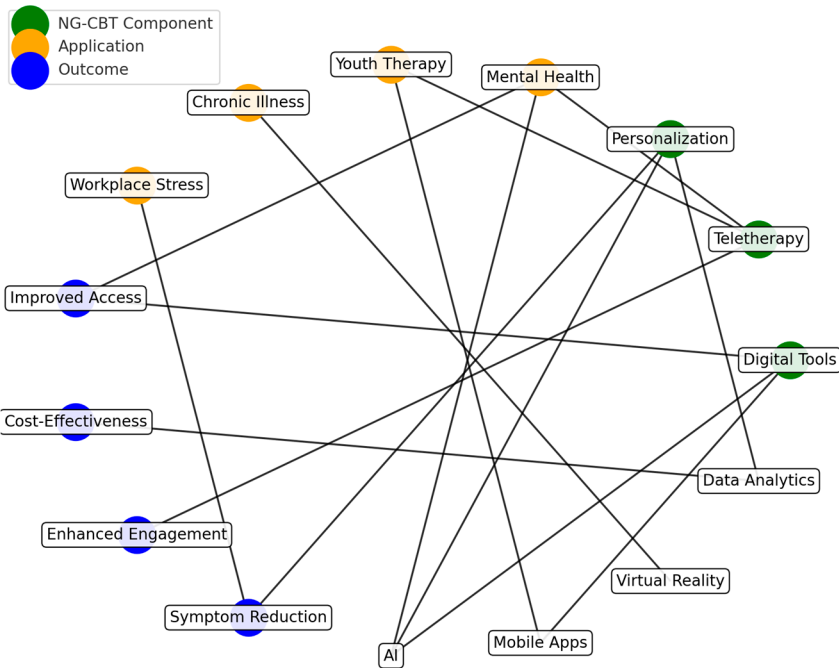 NG-CBT Component
Application
Outcome
Youth Therapy
Mental Health
Chronic Illness
Personalization
Workplace Stress
Teletherapy
Improved Access
Digital Tools
Cost-Effectiveness
Data Analytics
Enhanced Engagement
Virtual Reality
Symptom Reduction
Mobile Apps
AI